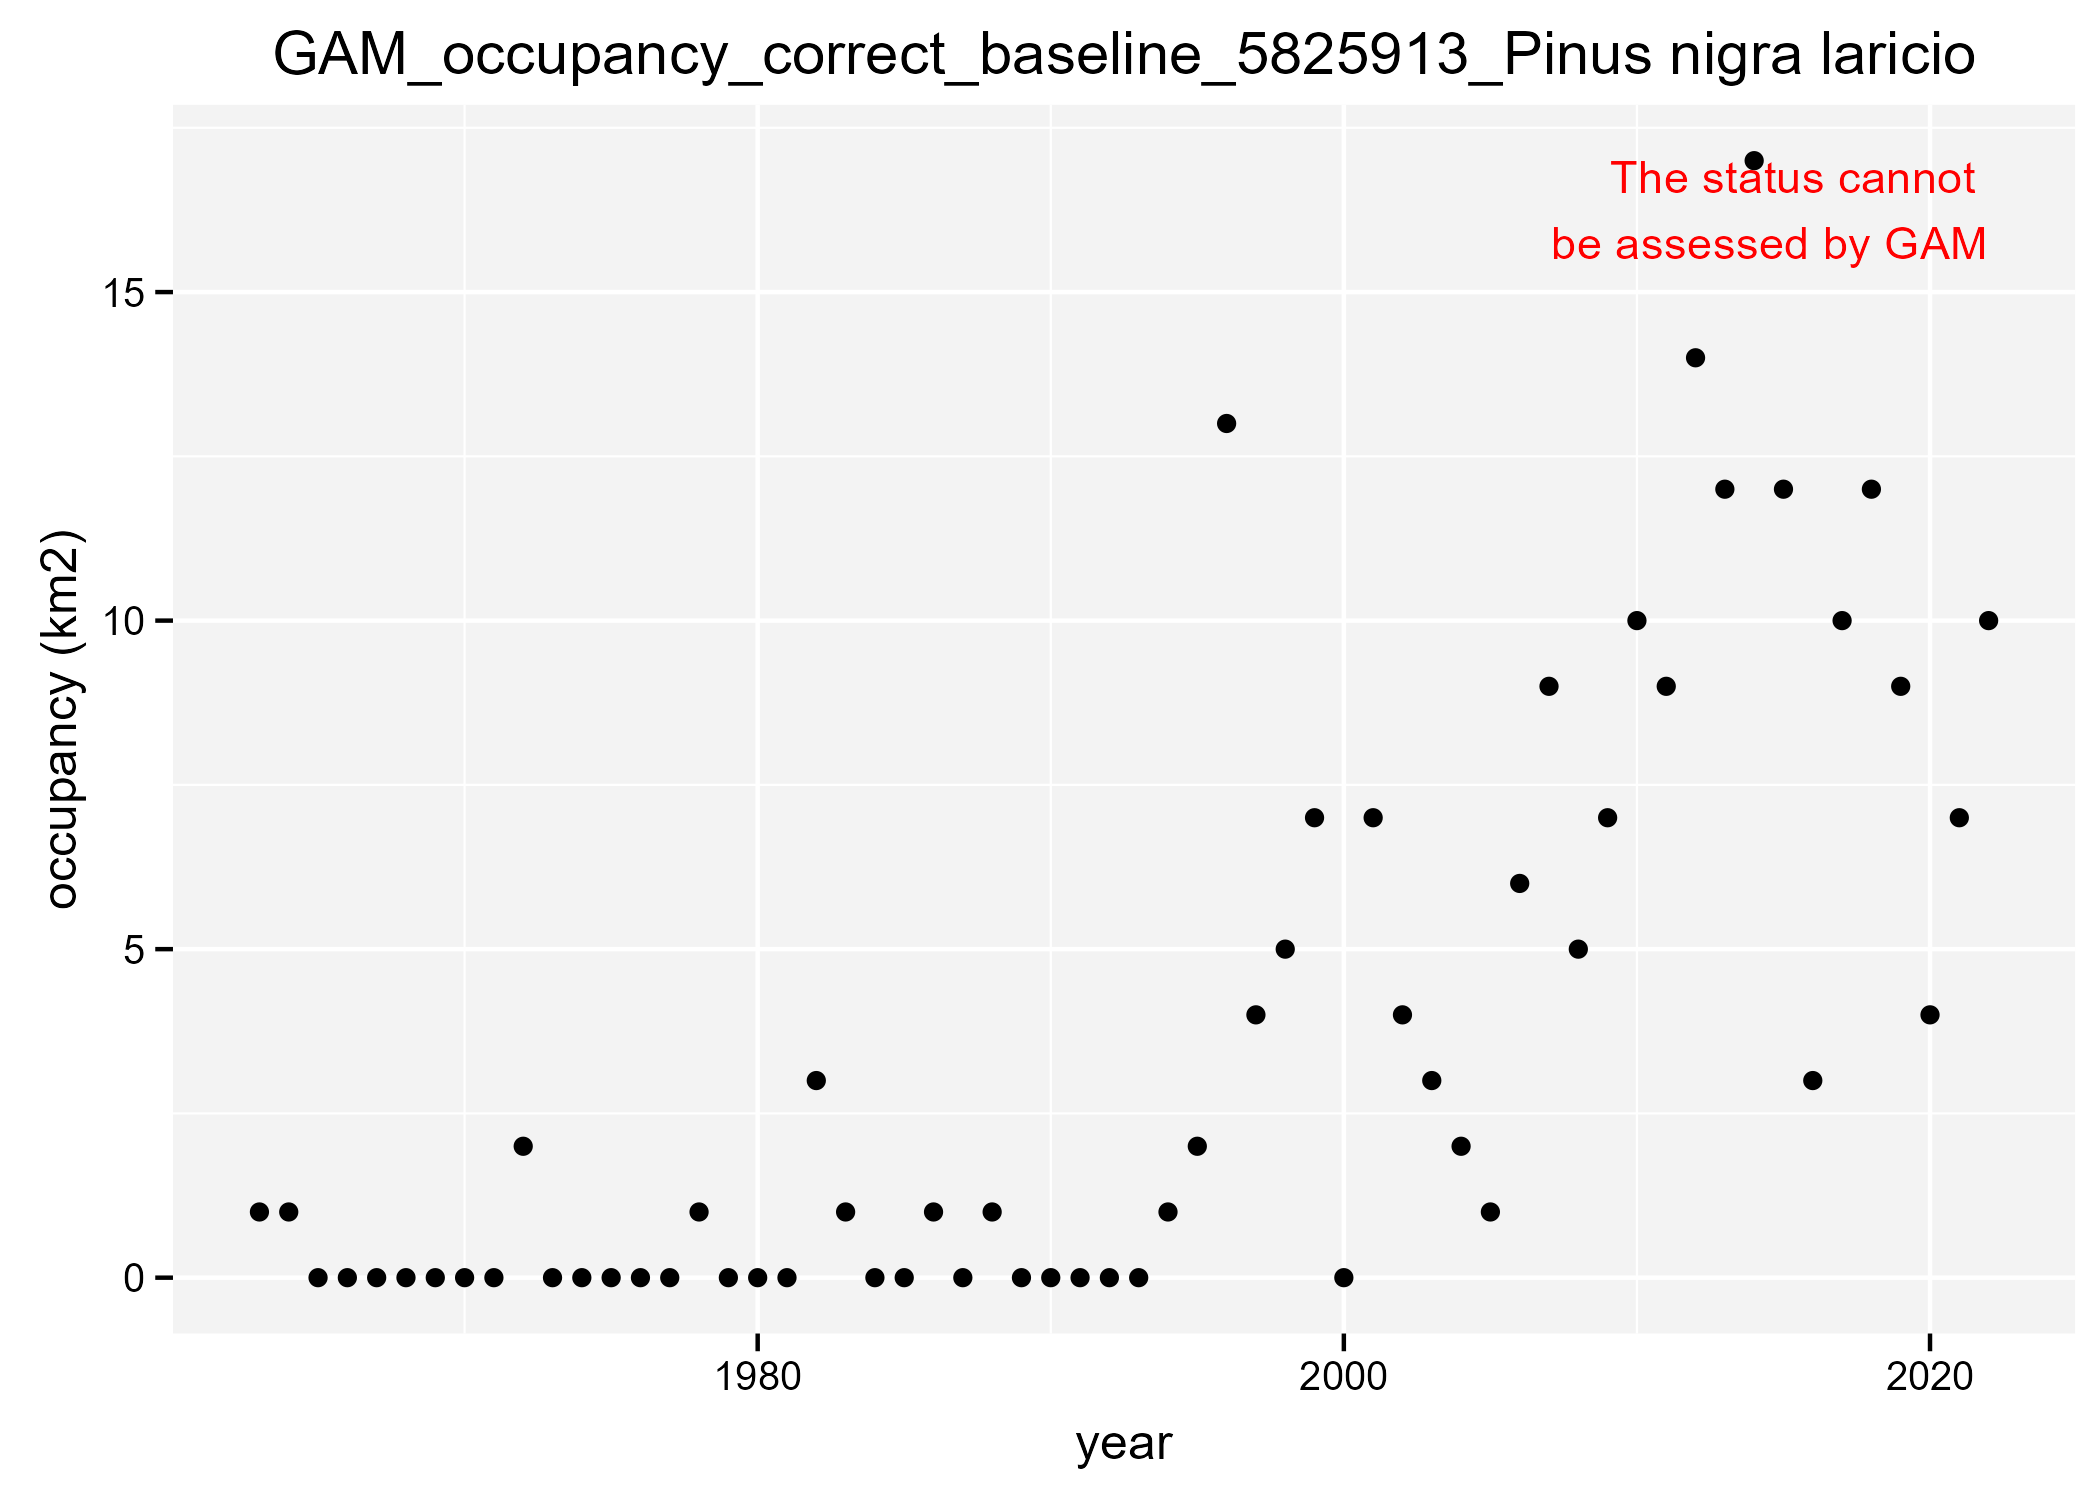 GAM_occupancy_correct_baseline_5825913_Pinus nigra laricio
The status cannot
be assessed by GAM
occupancy (km2)
15
10
5
0
1980 2000 2020
year